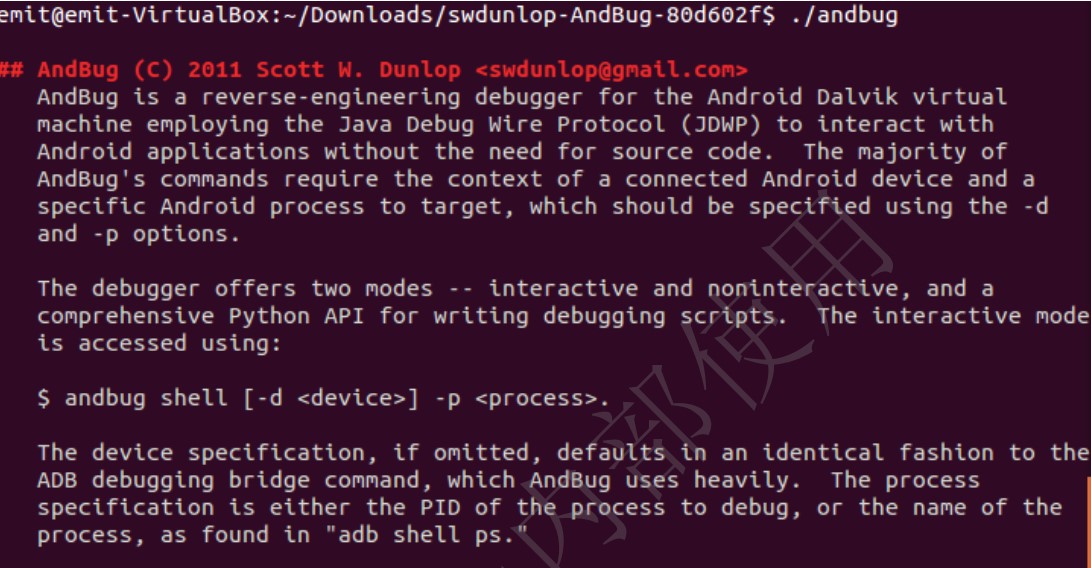 emit@emit-VirtualBox:~/Downloads/swdunlop-AndBug-80d602f$ ./andbug
## AndBug (C) 2011 Scott W. Dunlop <swdunlop@gmail.com>
AndBug is a reverse-engineering debugger for the Android Dalvik virtual
machine employing the Java Debug Wire Protocol (JDWP) to interact with
Android applications without the need for source code.  The majority of
AndBug's commands require the context of a connected Android device and a
specific Android process to target, which should be specified using the -d
and -p options.
The debugger offers two modes -- interactive and noninteractive, and a
comprehensive Python API for writing debugging scripts.  The interactive mode
is accessed using:
$ andbug shell [-d <device>] -p <process>.
The device specification, if omitted, defaults in an identical fashion to the
ADB debugging bridge command, which AndBug uses heavily.  The process
specification is either the PID of the process to debug, or the name of the
process, as found in "adb shell ps."
内部使用